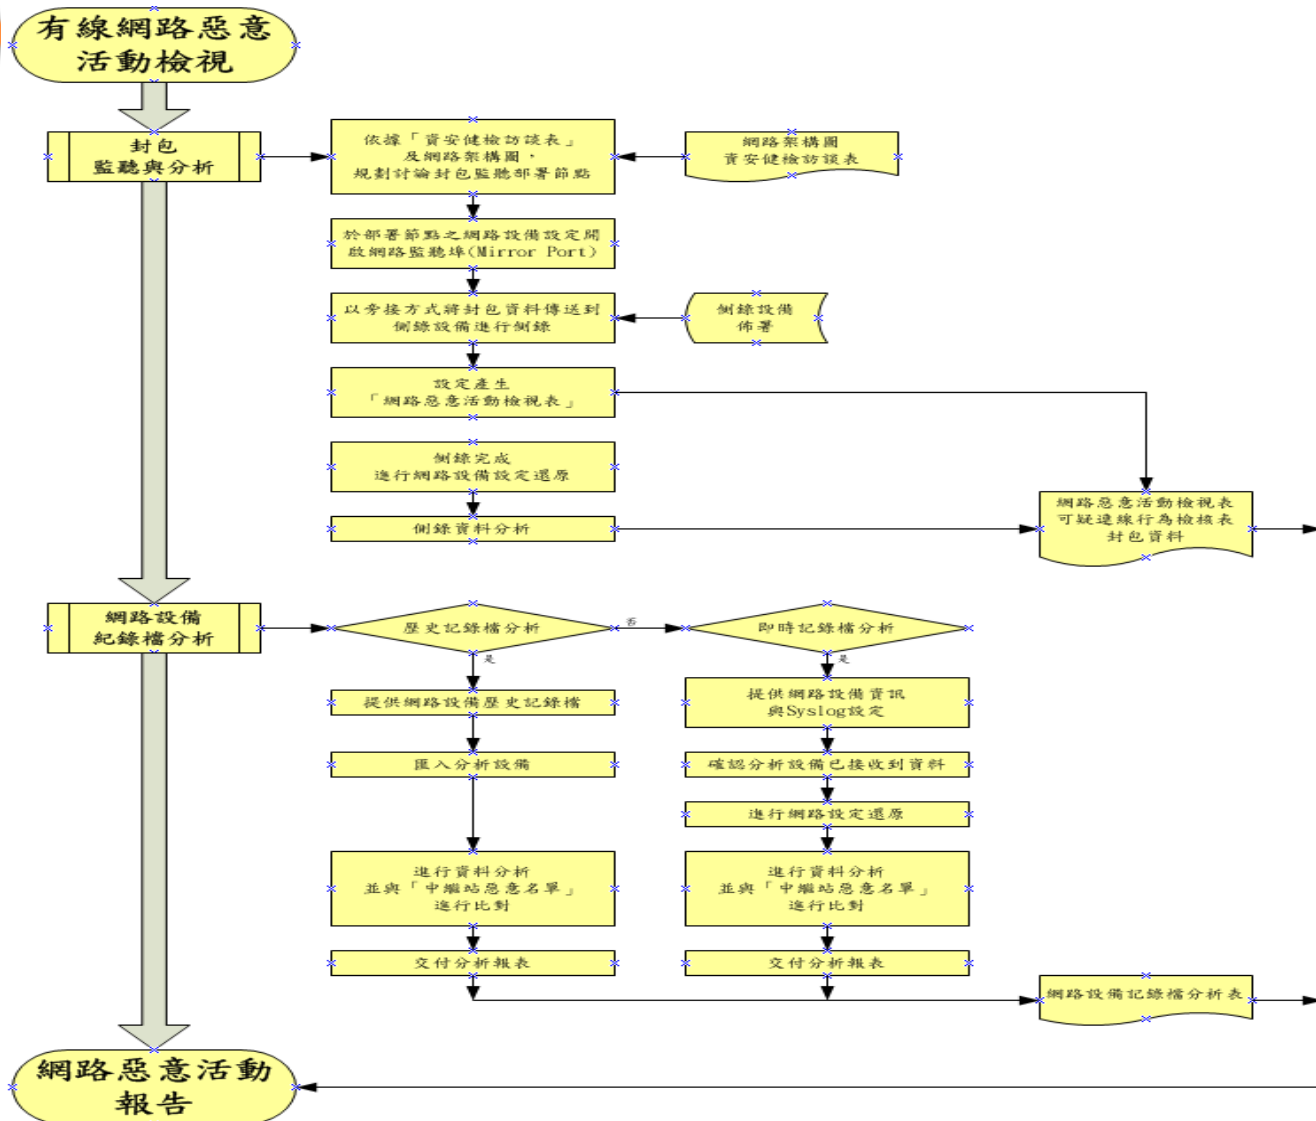 有線網路惡意
活動檢視
封包
監聽與分析
依據「資安健檢訪談表」
及網路架構圖，
規劃討論封包監聽部署節點
網路架構圖
資安健檢訪談表
於部署節點之網路設備設定開
啟網路監聽埠(Mirror Port)
以旁接方式將封包資料傳送到
側錄設備進行側錄
側錄設備
佈署
設定產生
「網路惡意活動檢視表」
側錄完成
進行網路設備設定還原
側錄資料分析
網路惡意活動檢視表
可疑連線行為檢核表
封包資料
網路設備
紀錄檔分析
歷史記錄檔分析
否
即時記錄檔分析
是
是
提供網路設備歷史記錄檔
提供網路設備資訊
與Syslog設定
匯入分析設備
確認分析設備已接收到資料
進行網路設定還原
進行資料分析
並與「中繼站惡意名單」
進行比對
進行資料分析
並與「中繼站惡意名單」
進行比對
交付分析報表
交付分析報表
網路設備記錄檔分析表
網路惡意活動
報告